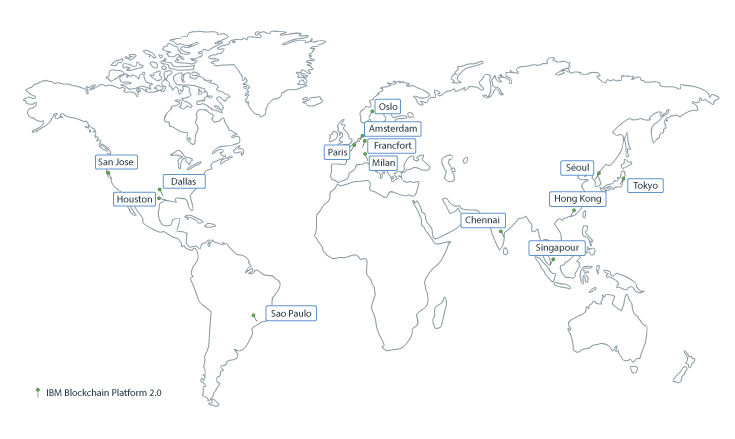 Oslo
Amsterdam
Paris
Francfort
Milan
San Jose
Séoul
Dallas
Tokyo
Houston
Hong Kong
Chennai
Singapour
Sao Paulo
IBM Blockchain Platform 2.0